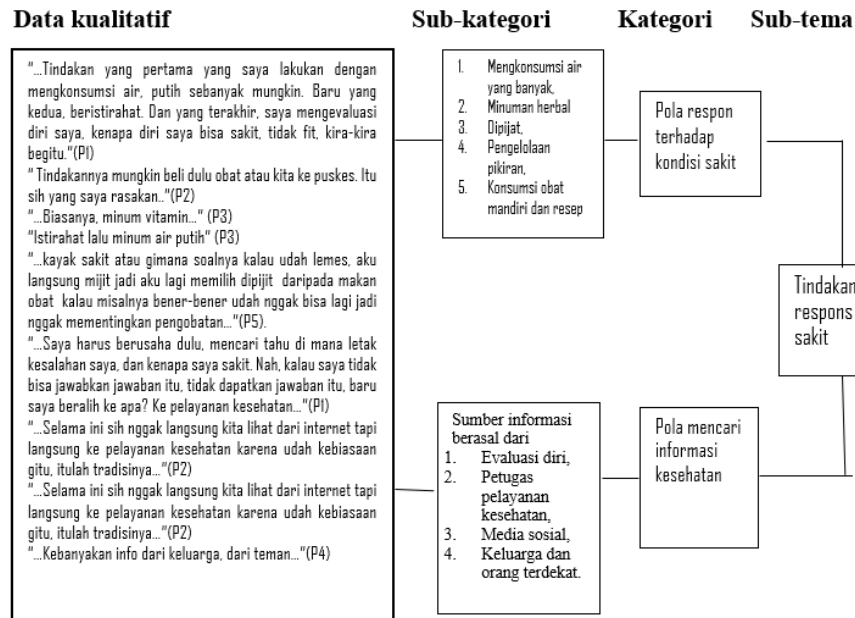 Data kualitatif
Sub-kategori
Kategori
Sub-tema
"...Tindakan yang pertama yang saya lakukan dengan
mengkonsumsi air, putih sebanyak mungkin. Baru yang
kedua, beristirahat. Dan yang terakhir, saya mengevaluasi
diri saya, kenapa diri saya bisa sakit, tidak fit, kira-kira
begitu."(P1)
" Tindakannya mungkin beli dulu obat atau kita ke puskes. Itu
sih yang saya rasakan.."(P2)
"...Biasanya, minum vitamin..." (P3)
"Istirahat lalu minum air putih" (P3)
"...kayak sakit atau gimana soalnya kalau udah lemes, aku
langsung mijit jadi aku lagi memilih dipijit daripada makan
obat kalau misalnya bener-bener udah nggak bisa lagi jadi
nggak mementingkan pengobatan..."(P5).
"...Saya harus berusaha dulu, mencari tahu di mana letak
kesalahan saya, dan kenapa saya sakit. Nah, kalau saya tidak
bisa jawabkan jawaban itu, tidak dapatkan jawaban itu, baru
saya beralih ke apa? Ke pelayanan kesehatan..."(P1)
"...Selama ini sih nggak langsung kita lihat dari internet tapi
langsung ke pelayanan kesehatan karena udah kebiasaan
gitu, itulah tradisinya..."(P2)
"...Selama ini sih nggak langsung kita lihat dari internet tapi
langsung ke pelayanan kesehatan karena udah kebiasaan
gitu, itulah tradisinya..."(P2)
"...Kebanyakan info dari keluarga, dari teman..."(P4)
1. Mengkonsumsi air
yang banyak,
2. Minuman herbal
3. Dipijat,
4. Pengelolaan
pikiran,
5. Konsumsi obat
mandiri dan resep
Pola respon
terhadap
kondisi sakit
Tindakan
respons
sakit
Sumber informasi
berasal dari
1. Evaluasi diri,
2. Petugas
pelayanan
kesehatan,
3. Media sosial,
4. Keluarga dan
orang terdekat.
Pola mencari
informasi
kesehatan